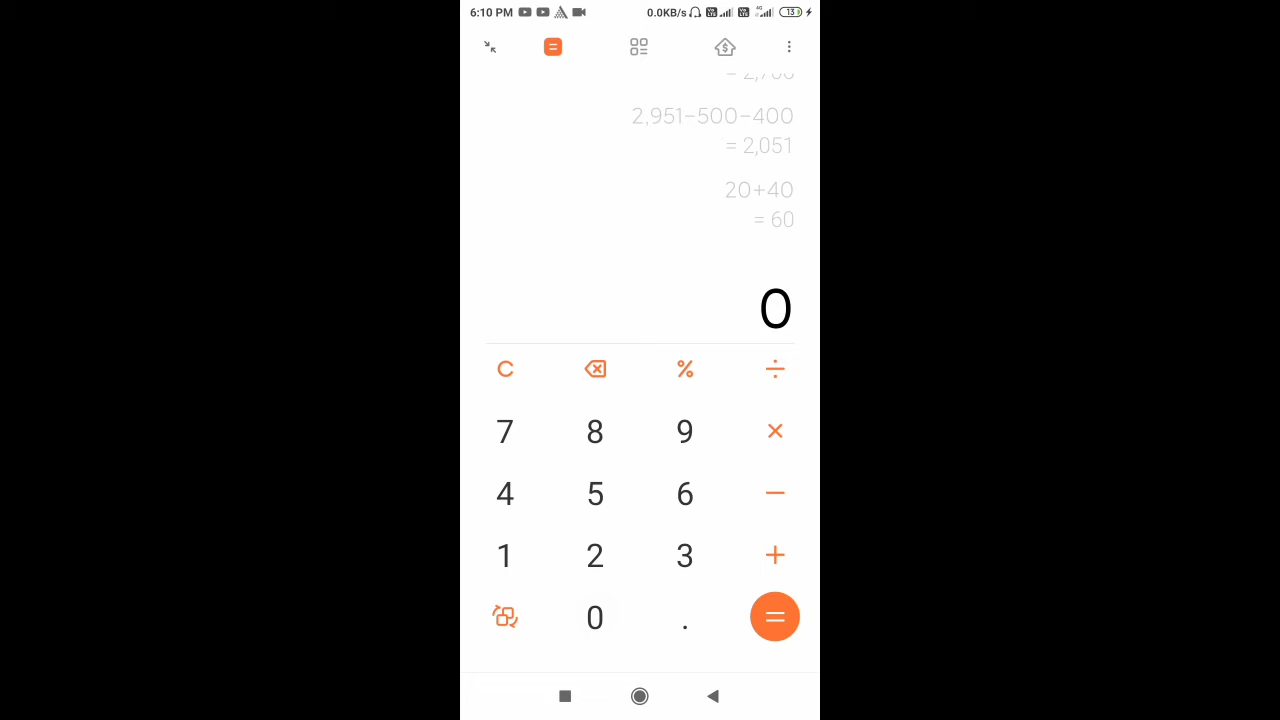 6:10 PM 0.0KB/s 13
2,951−500−400
= 2,051
20+40
= 60
0
C % ÷
7 8 9 ×
4 5 6 −
1 2 3 +
0 . =